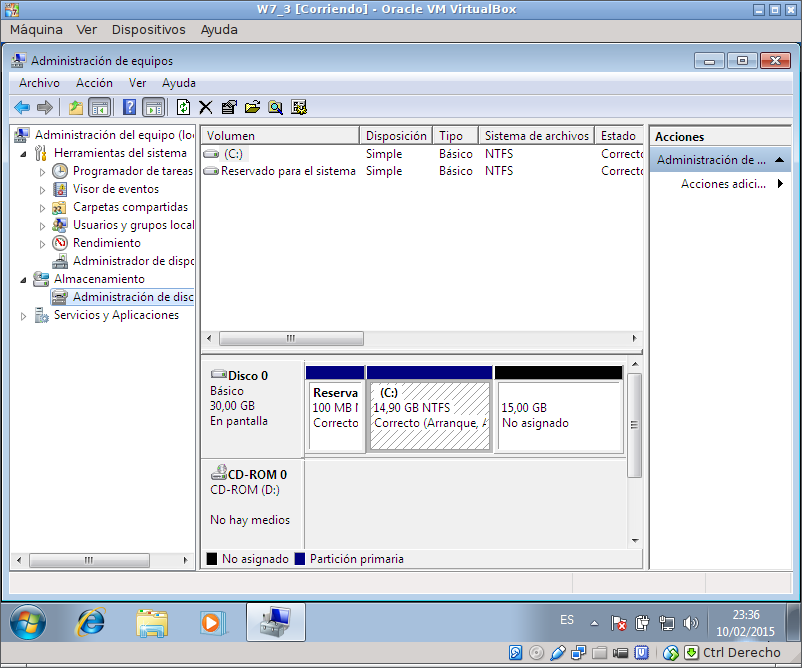 W7_3 [Corriendo] - Oracle VM VirtualBox
Máquina Ver Dispositivos Ayuda
Administración de equipos
Archivo Acción Ver Ayuda
Administración del equipo (lo
Herramientas del sistema
Programador de tareas
Visor de eventos
Carpetas compartidas
Usuarios y grupos local
Rendimiento
Administrador de dispo
Almacenamiento
Administración de disc
Servicios y Aplicaciones
Volumen Disposición Tipo Sistema de archivos Estado
(C:) Simple Básico NTFS Correcto
Reservado para el sistema Simple Básico NTFS Correcto
Acciones
Administración de ...
Acciones adici...
Disco 0
Básico
30,00 GB
En pantalla
Reserva
100 MB
Correcto
(C:)
14,90 GB NTFS
Correcto (Arranque,
15,00 GB
No asignado
CD-ROM 0
CD-ROM (D:)
No hay medios
No asignado Partición primaria
ES
23:36
10/02/2015
Ctrl Derecho